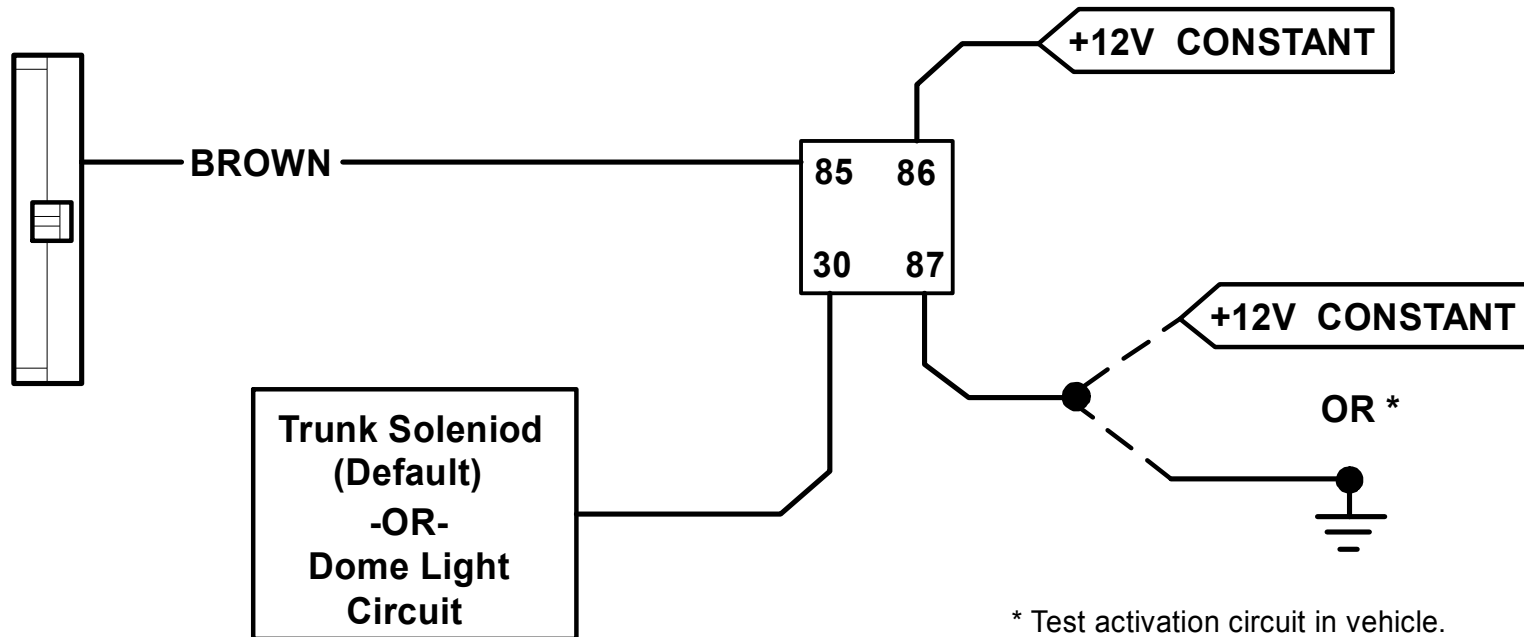 +12V CONSTANT
BROWN
85 86
30 87
+12V CONSTANT
OR *
Trunk Soleniod
(Default)
-OR-
Dome Light
Circuit
* Test activation circuit in vehicle.